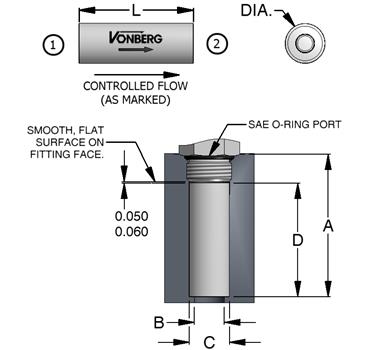 L
DIA.
1
VONBERG
2
CONTROLLED FLOW
(AS MARKED)
SMOOTH, FLAT
SURFACE ON
FITTING FACE.
SAE O-RING PORT
0.050
0.060
D
A
B
C